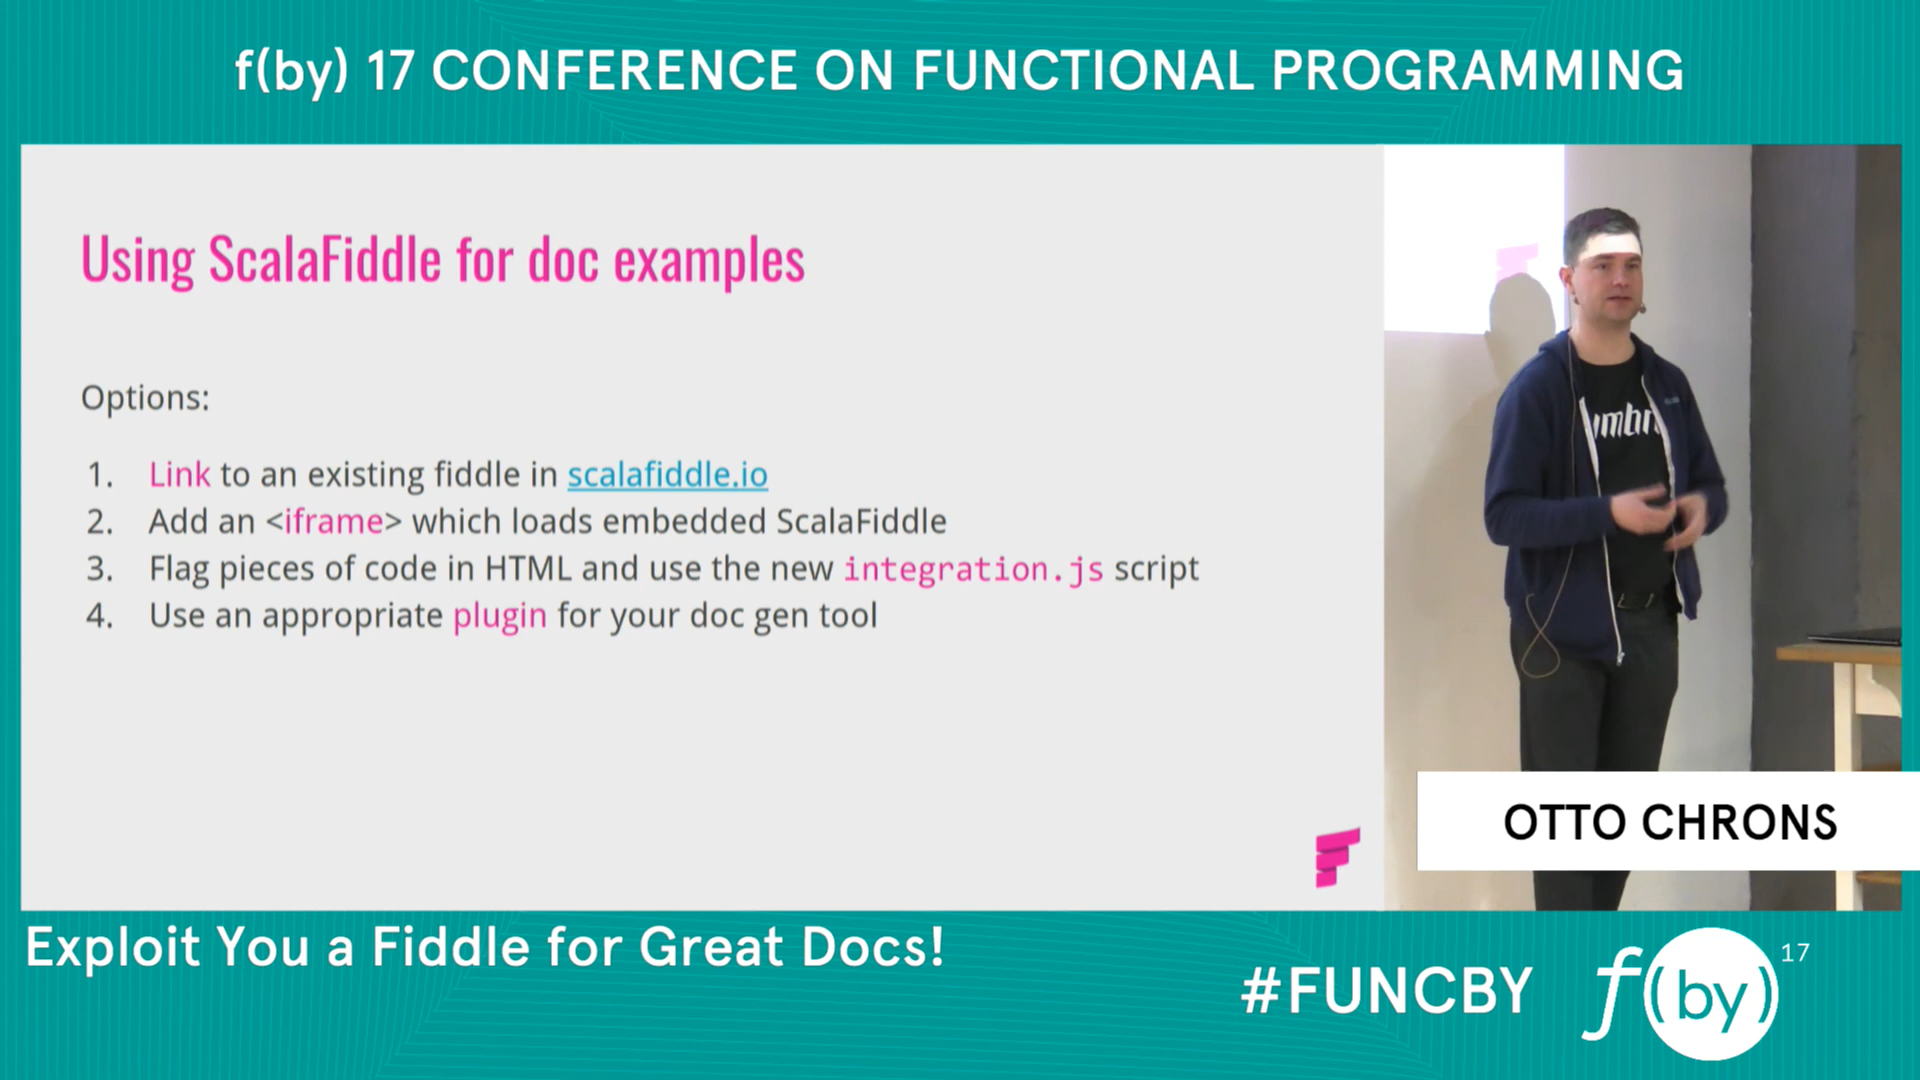 f(by) 17 CONFERENCE ON FUNCTIONAL PROGRAMMING
Using ScalaFiddle for doc examples
Options:
1. Link to an existing fiddle in scalafiddle.io
2. Add an <iframe> which loads embedded ScalaFiddle
3. Flag pieces of code in HTML and use the new integration.js script
4. Use an appropriate plugin for your doc gen tool
OTTO CHRONS
Exploit You a Fiddle for Great Docs!
#FUNCBY
f(by) 17